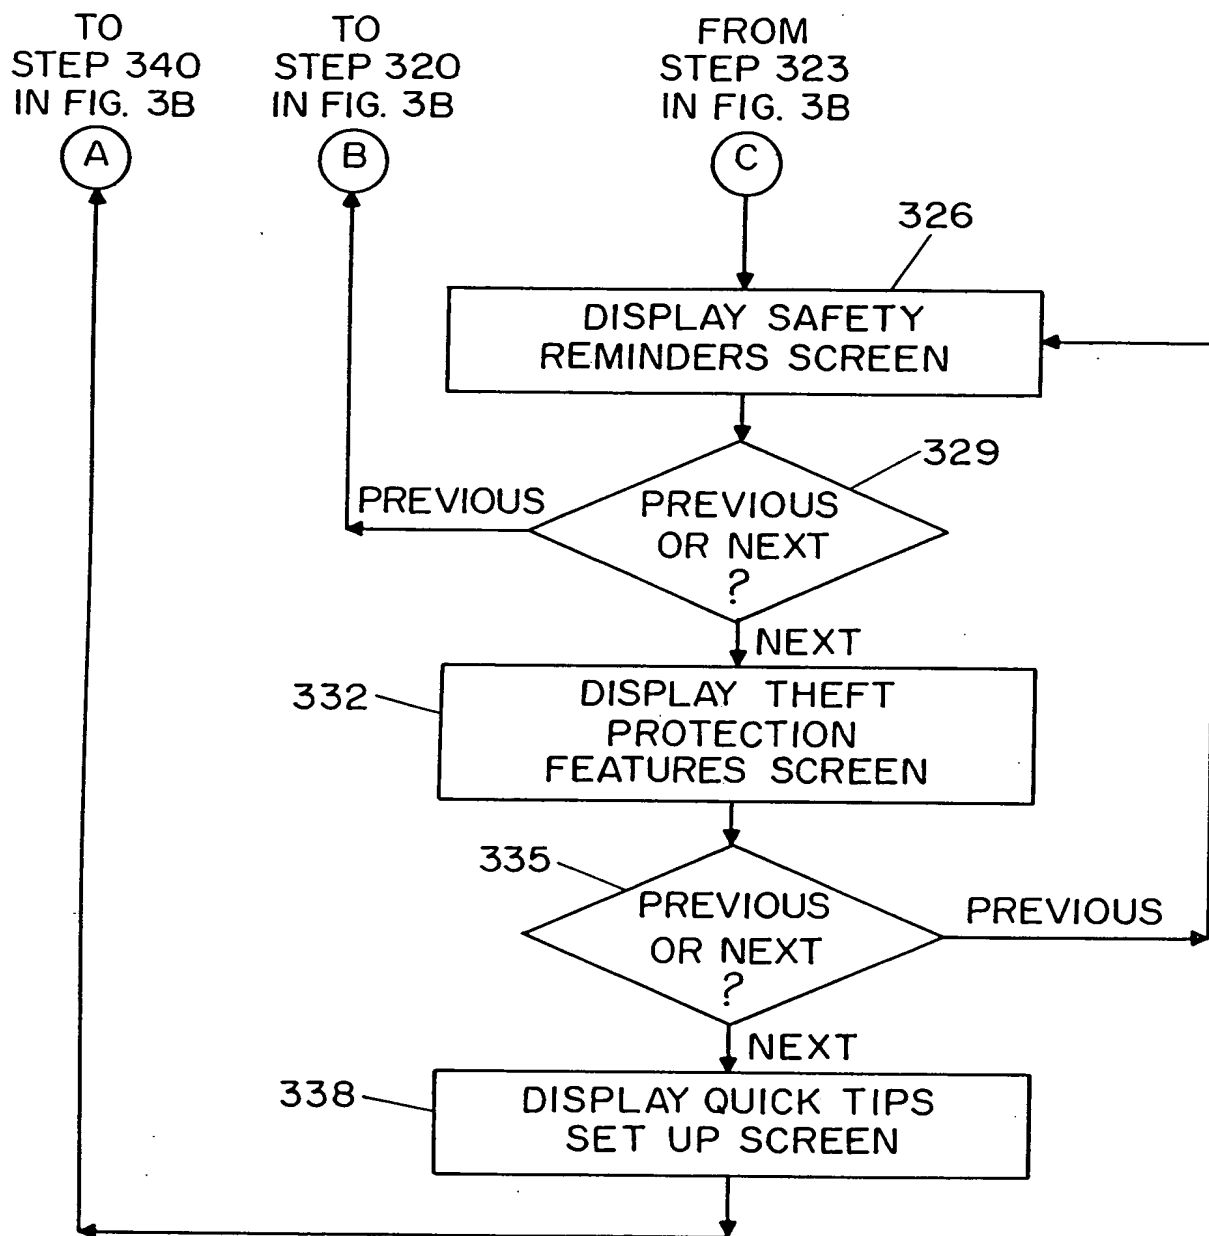 TO
STEP 340
IN FIG. 3B
A
TO
STEP 320
IN FIG. 3B
B
FROM
STEP 323
IN FIG. 3B
C
326
DISPLAY SAFETY
REMINDERS SCREEN
329
PREVIOUS
PREVIOUS
OR NEXT
?
NEXT
332
DISPLAY THEFT
PROTECTION
FEATURES SCREEN
335
PREVIOUS
OR NEXT
?
PREVIOUS
NEXT
338
DISPLAY QUICK TIPS
SET UP SCREEN